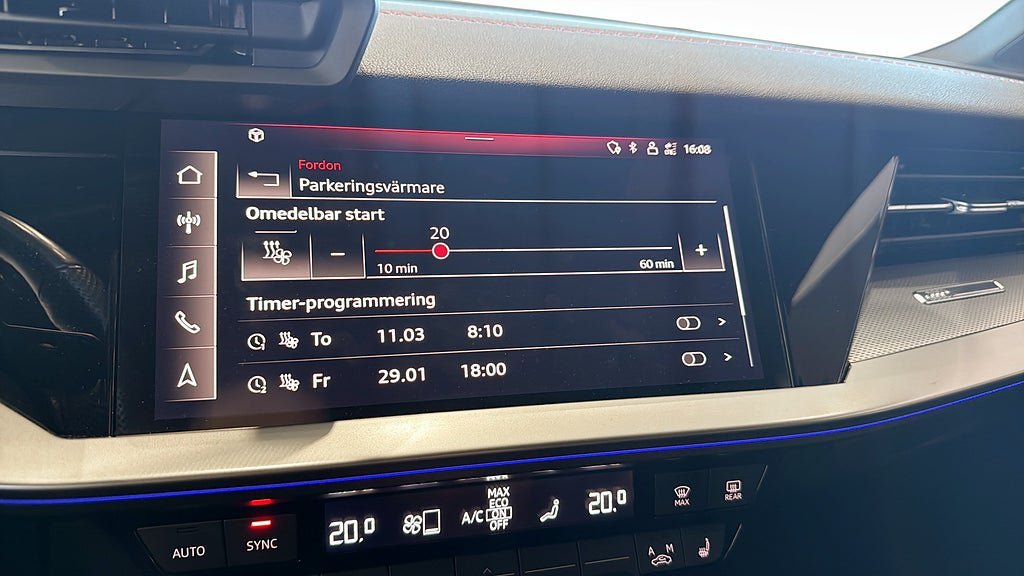 16:08
Fordon
Parkeringsvärmare
Omedelbar start
20
10 min
60 min
Timer-programmering
To 11.03 8:10
Fr 29.01 18:00
20.0
A/C
MAX
ECO
ON
OFF
20.0
MAX
REAR
AUTO
SYNC
A M